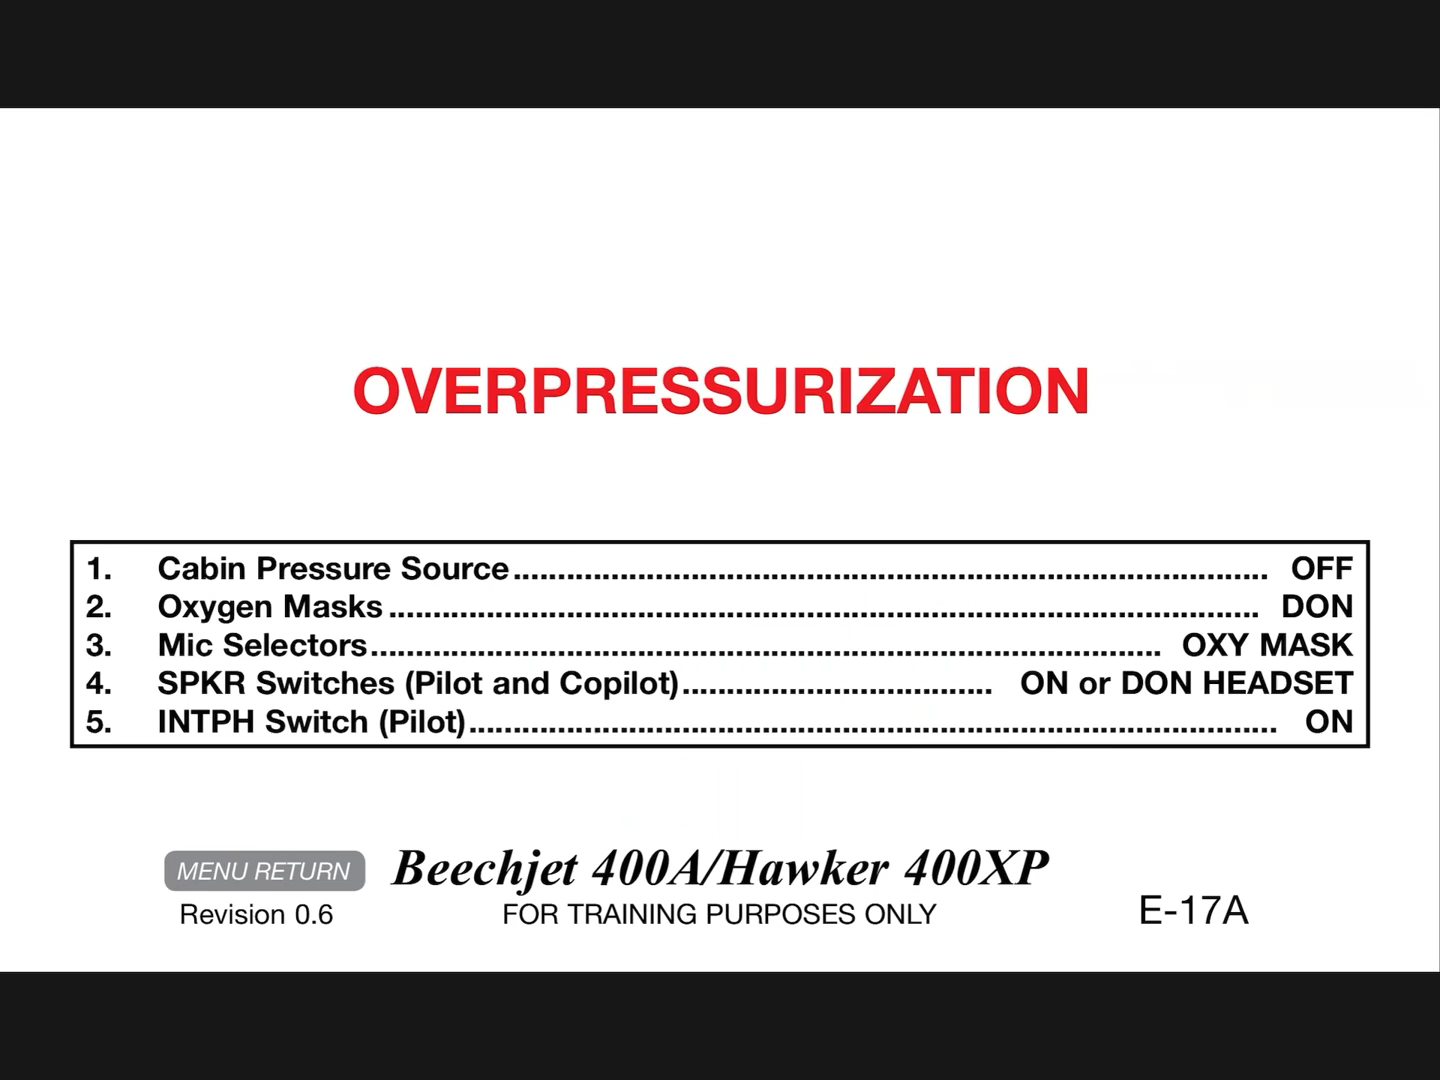 OVERPRESSURIZATION
1. Cabin Pressure Source.................................................................................... OFF
2. Oxygen Masks................................................................................................. DON
3. Mic Selectors........................................................................................ OXY MASK
4. SPKR Switches (Pilot and Copilot)................................... ON or DON HEADSET
5. INTPH Switch (Pilot).......................................................................................... ON
MENU RETURN Beechjet 400A/Hawker 400XP
Revision 0.6 FOR TRAINING PURPOSES ONLY E-17A